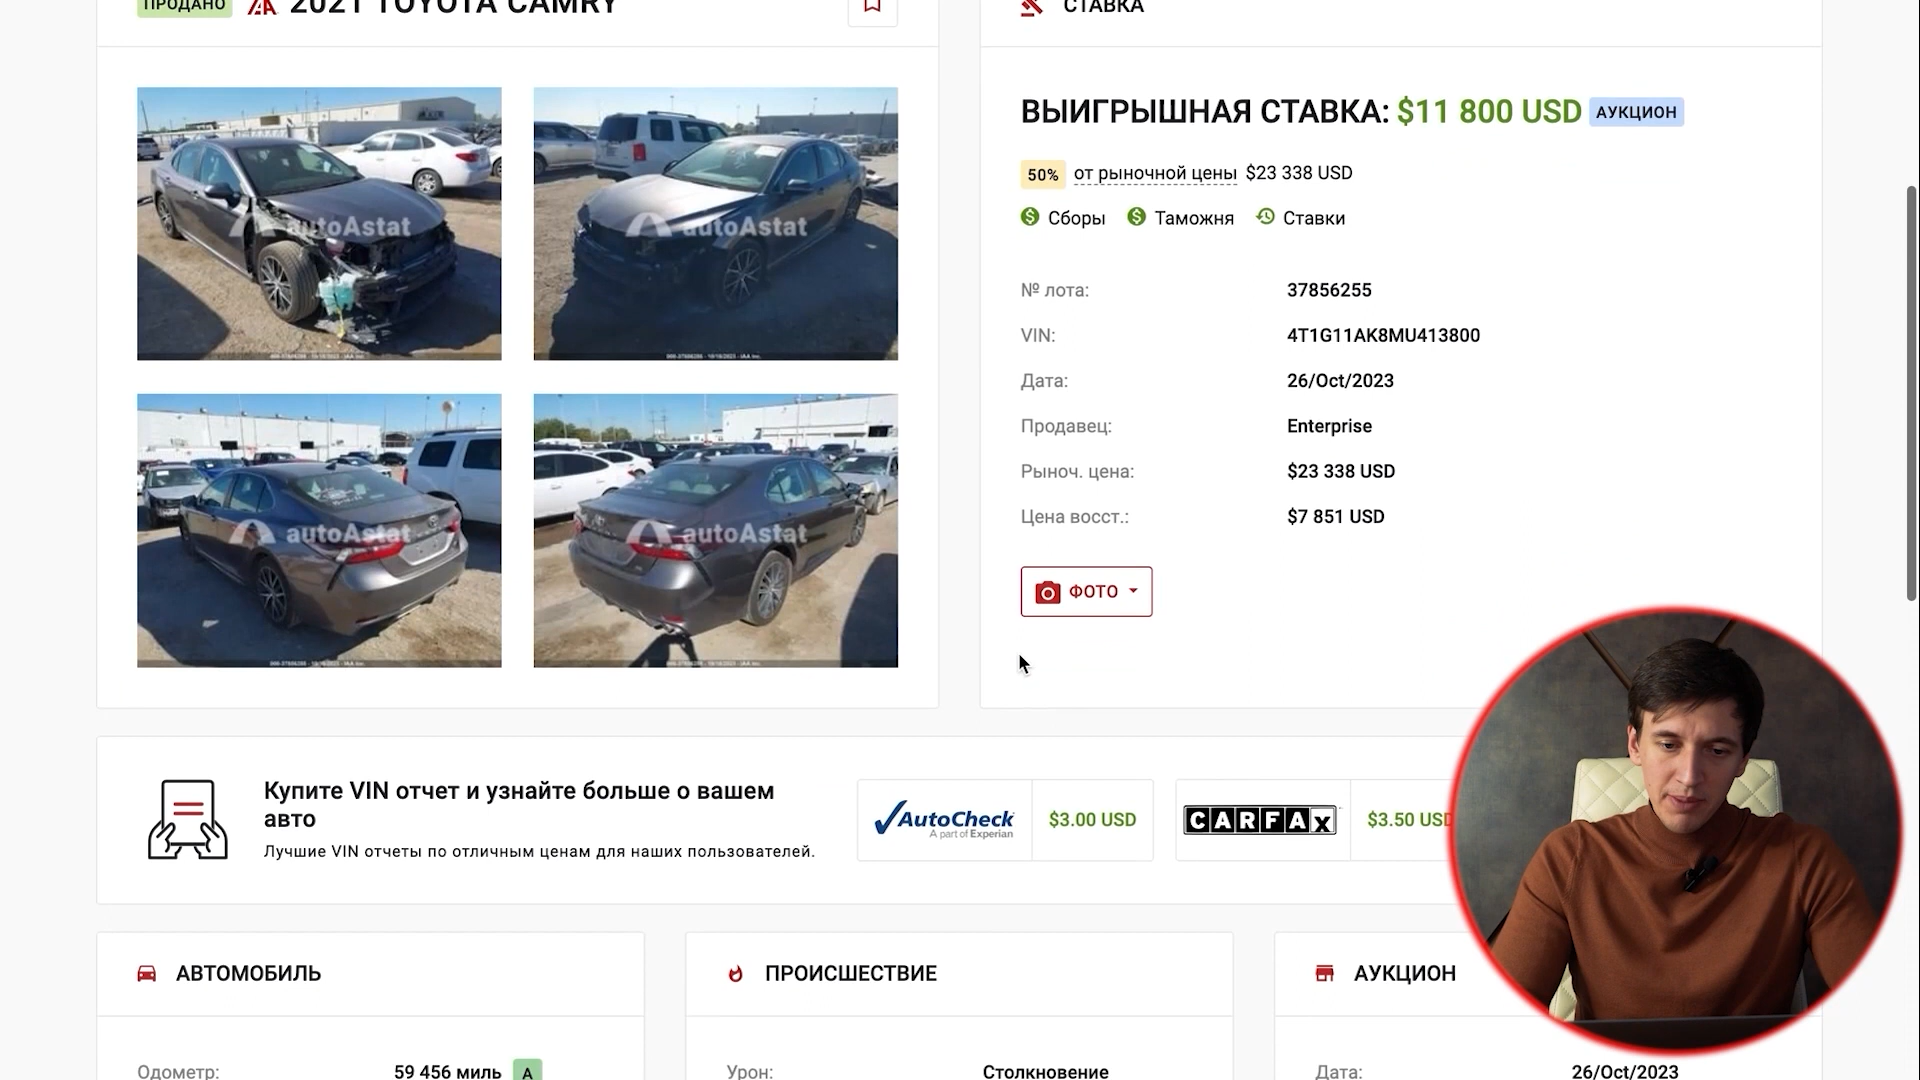 ПРОДАНО 2021 TOYOTA CAMRY
СТАВКА
autoAstat
autoAstat
autoAstat
autoAstat
ВЫИГРЫШНАЯ СТАВКА: $11 800 USD АУКЦИОН
50% от рыночной цены $23 338 USD
Сборы Таможня Ставки
№ лота: 37856255
VIN: 4T1G11AK8MU413800
Дата: 26/Oct/2023
Продавец: Enterprise
Рыноч. цена: $23 338 USD
Цена восст.: $7 851 USD
ФОТО
Купите VIN отчет и узнайте больше о вашем
авто
Лучшие VIN отчеты по отличным ценам для наших пользователей.
AutoCheck
A part of Experian
$3.00 USD
CARFAX
$3.50 USD
АВТОМОБИЛЬ
Одометр: 59 456 миль A
ПРОИСШЕСТВИЕ
Урон: Столкновение
АУКЦИОН
Дата: 26/Oct/2023